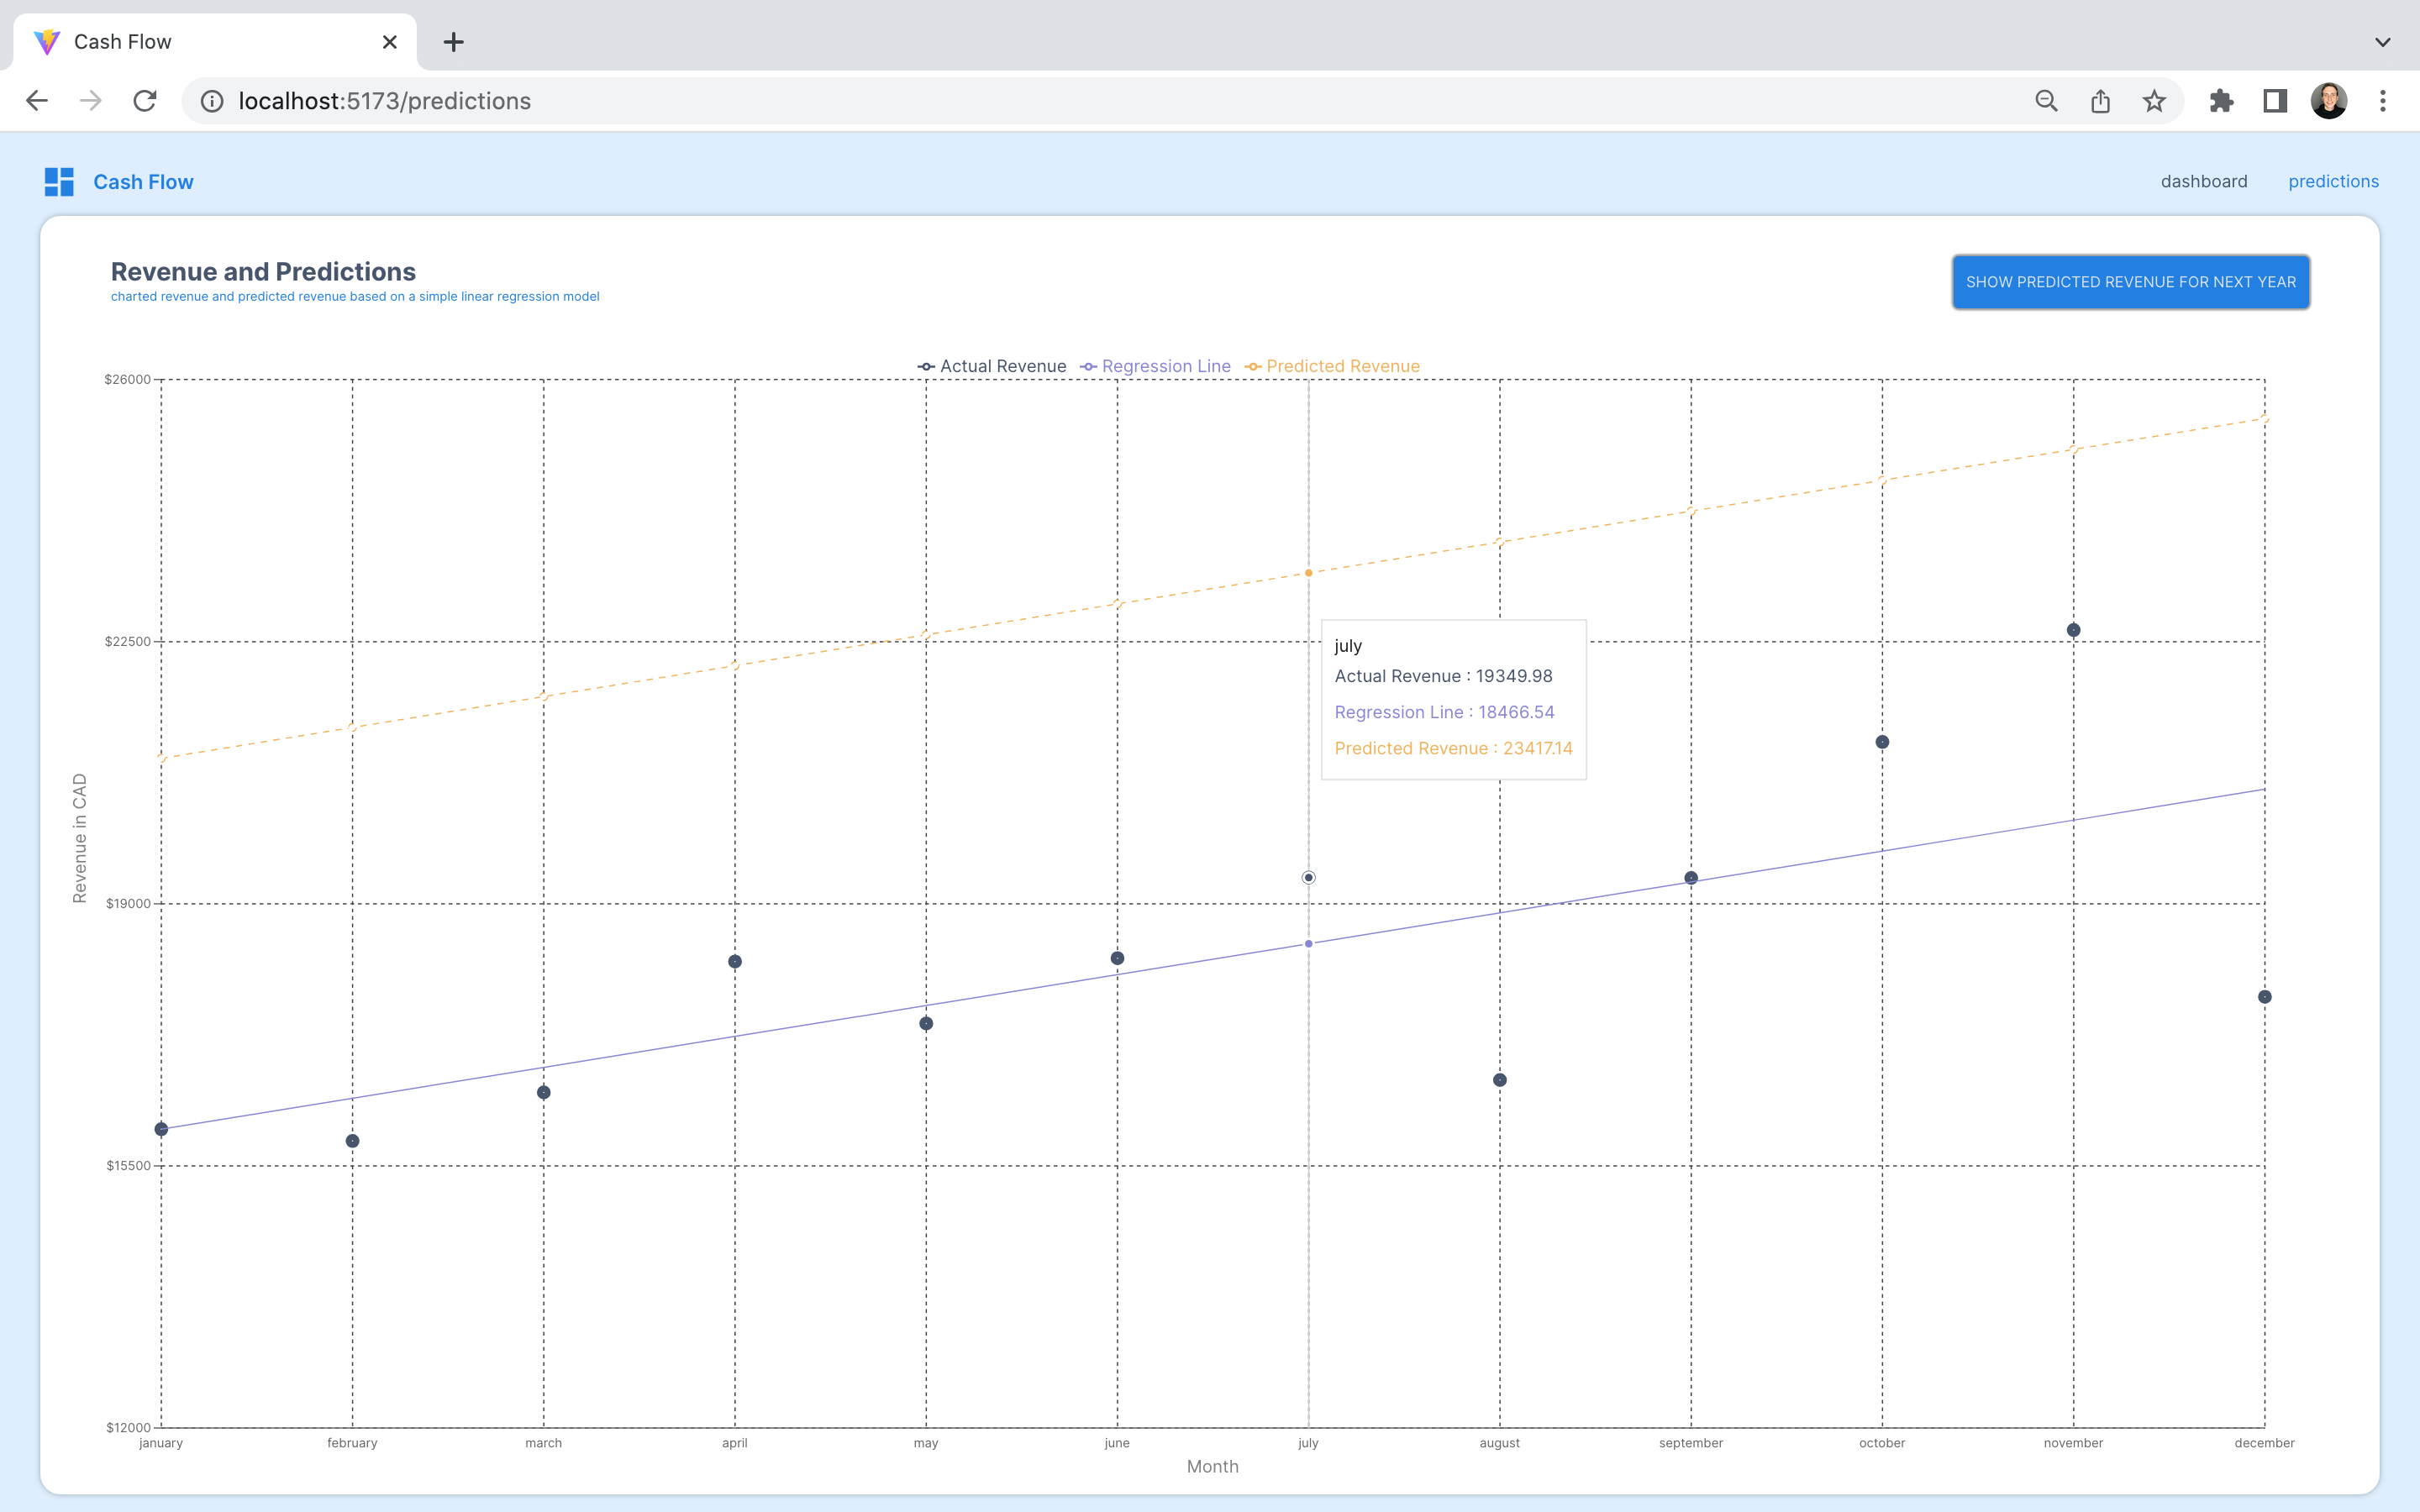 Cash Flow
localhost:5173/predictions
Cash Flow
dashboard
predictions
Revenue and Predictions
charted revenue and predicted revenue based on a simple linear regression model
SHOW PREDICTED REVENUE FOR NEXT YEAR
Actual Revenue
Regression Line
Predicted Revenue
$26000
$22500
$19000
$15500
$12000
Revenue in CAD
july
Actual Revenue : 19349.98
Regression Line : 18466.54
Predicted Revenue : 23417.14
january
february
march
april
may
june
july
august
september
october
november
december
Month